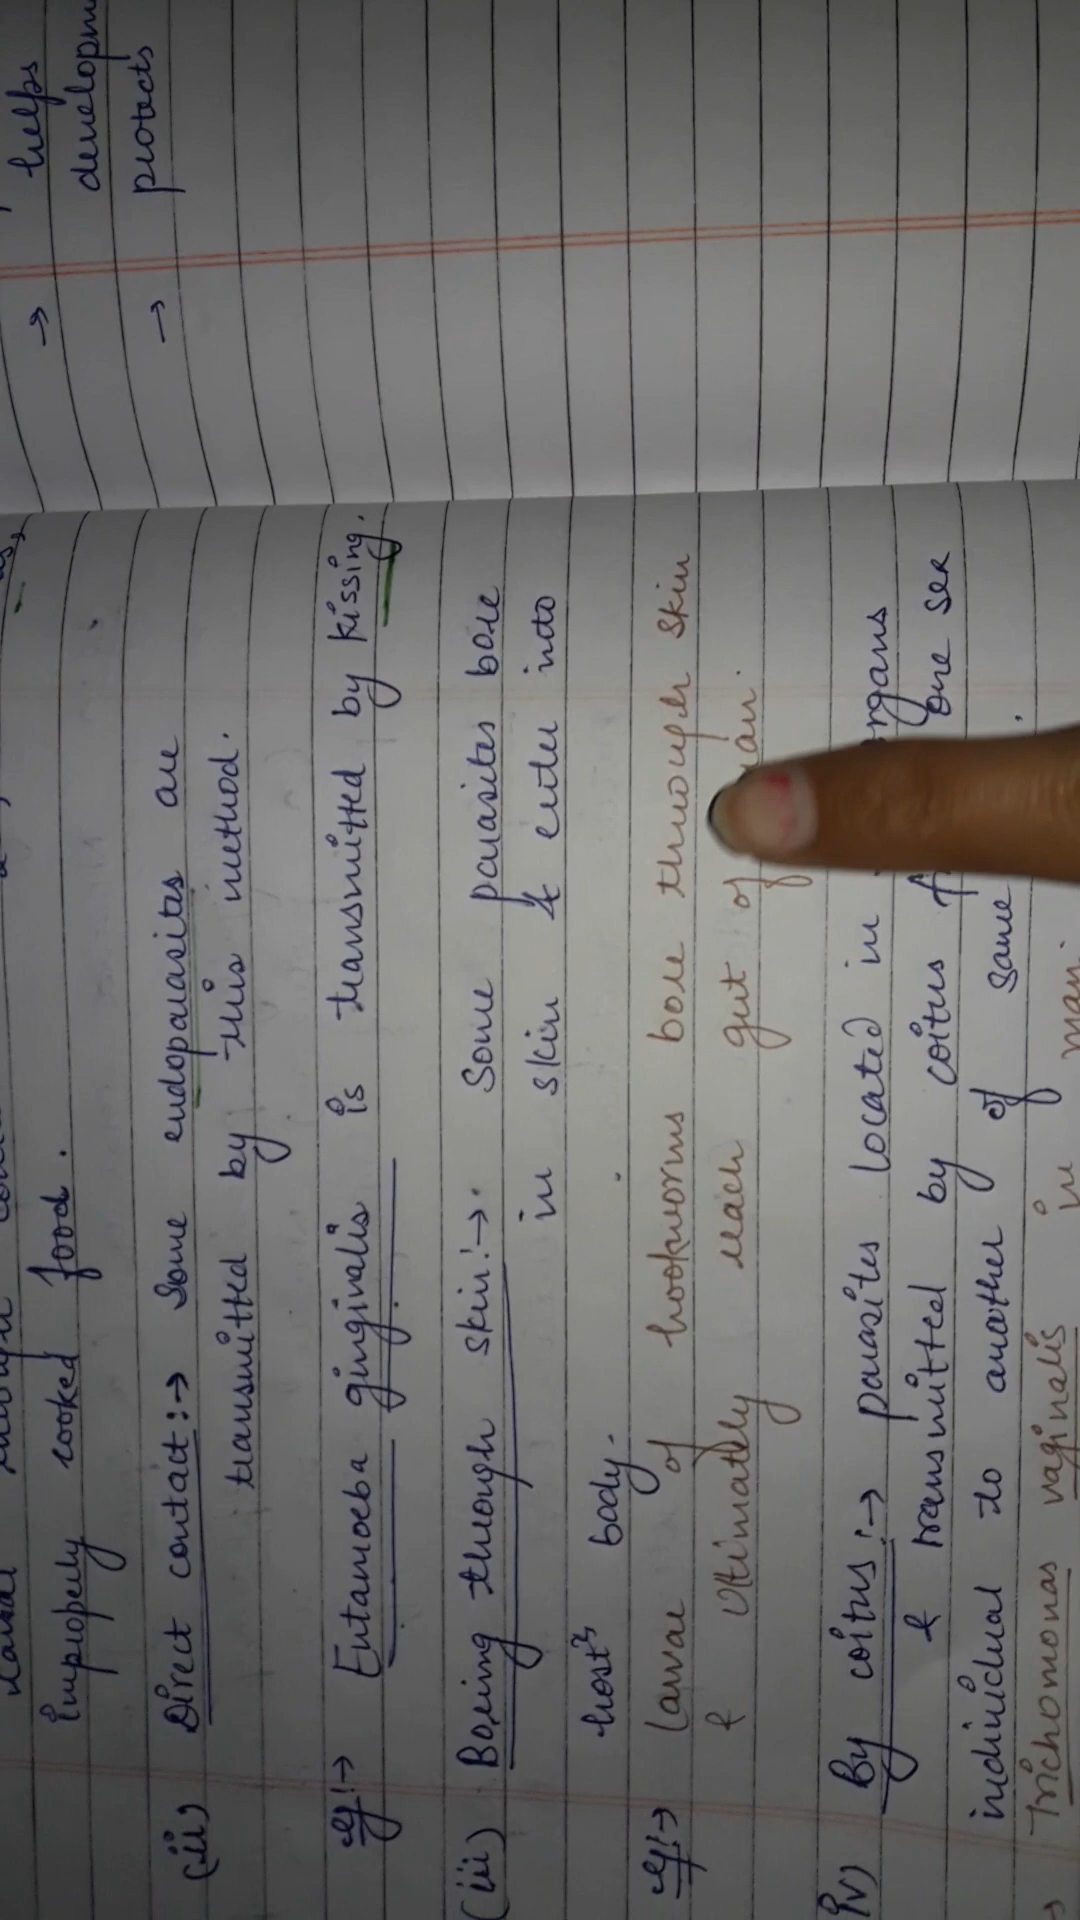 Improperly cooked food.
(ii) Direct contact:→ Some endoparasites are
transmitted by this method.
eg!→ Entamoeba ginginalis is transmitted by kissing.
(iii) Boring through skin!→ Some parasites bore
in skin & enter into
host's body.
eg!→ Larvae of hookworms bore through skin
& Ultimately reach gut of
iv) By coitus!→ parasites located in
& transmitted by coitus one sex
individual to another of same
Trichomonas vaginalis in man.
→ helps
developm
→ protects